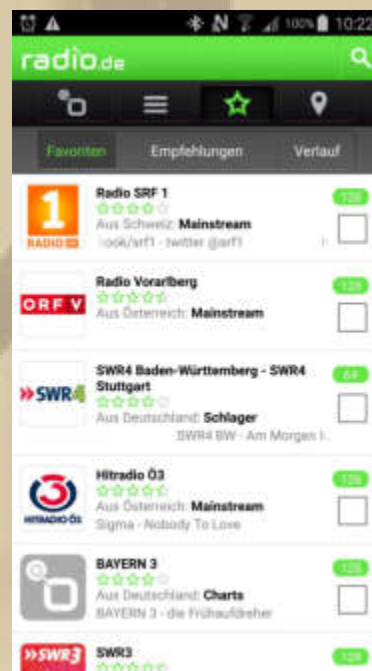 100% 10:22
radio.de
Favoriten Empfehlungen Verlauf
1
RADIO SRF
Radio SRF 1
128
Aus Schweiz: Mainstream
ook/srf1 - twitter @srf1
ORF V
Radio Vorarlberg
128
Aus Österreich: Mainstream
SWR4
SWR4 Baden-Württemberg - SWR4
Stuttgart
64
Aus Deutschland: Schlager
SWR4 BW - Am Morgen
HITRADIO Ö3
Hitradio Ö3
128
Aus Österreich: Mainstream
Sigma - Nobody To Love
BAYERN 3
128
Aus Deutschland: Charts
BAYERN 3 - die Frühaufdreher
SWR3
SWR3
128